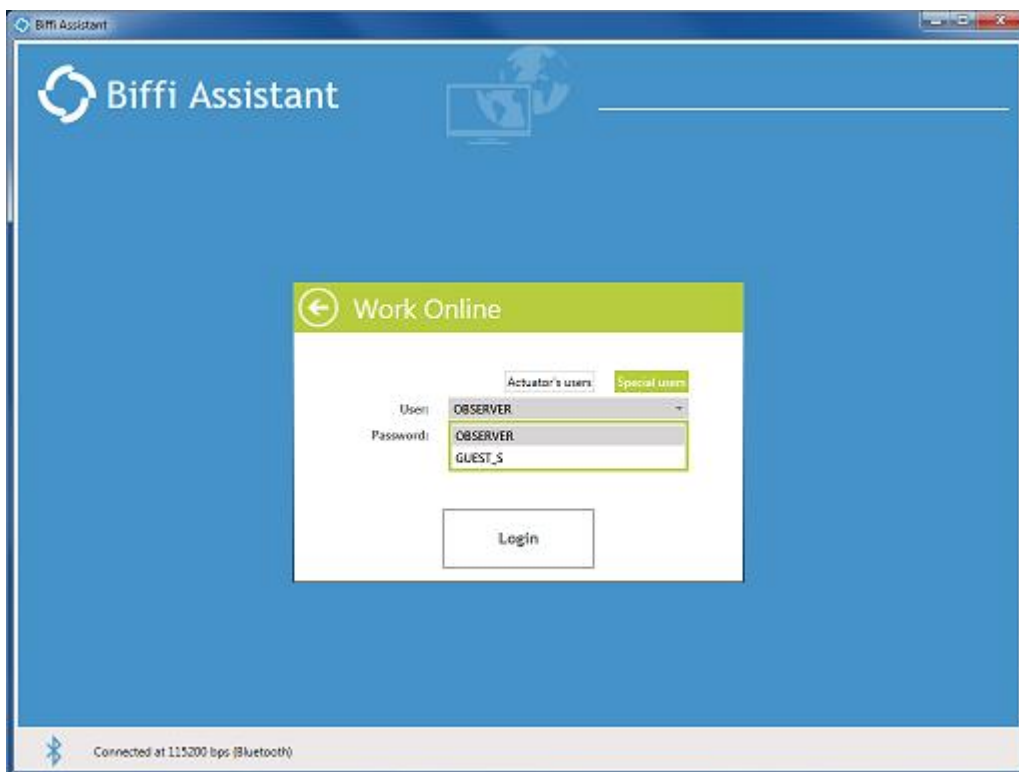 Biffi Assistant
Biffi Assistant
Work Online
Actuator's users Special users
User: OBSERVER
Password: OBSERVER
GUEST_S
Login
Connected at 115200 bps (Bluetooth)